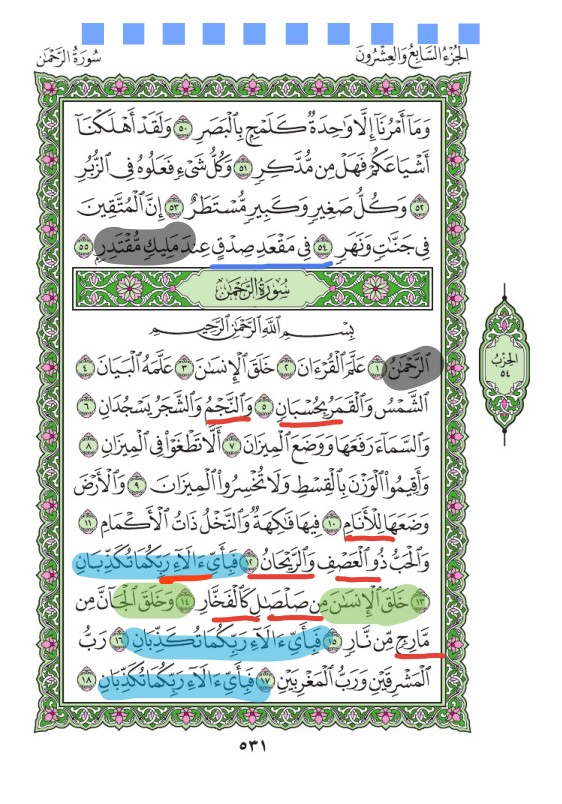 الجُزْءُ السَّابِعُ وَالعِشْرُونَ
سُورَةُ الرَّحْمٰن
وَمَآ أَمْرُنَآ إِلَّا وَٰحِدَةٌ كَلَمْحٍۭ بِٱلْبَصَرِ ٥٠ وَلَقَدْ أَهْلَكْنَآ
أَشْيَاعَكُمْ فَهَلْ مِن مُّدَّكِرٍ ٥١ وَكُلُّ شَىْءٍ فَعَلُوهُ فِى ٱلزُّبُرِ
٥٢ وَكُلُّ صَغِيرٍ وَكَبِيرٍ مُّسْتَطَرٌ ٥٣ إِنَّ ٱلْمُتَّقِينَ
فِى جَنَّٰتٍ وَنَهَرٍ ٥٤ فِى مَقْعَدِ صِدْقٍ عِندَ مَلِيكٍ مُّقْتَدِرٍۭ ٥٥
سُورَةُ الرَّحْمٰن
بِسْمِ ٱللَّهِ ٱلرَّحْمَٰنِ ٱلرَّحِيمِ
ٱلرَّحْمَٰنُ ١ عَلَّمَ ٱلْقُرْءَانَ ٢ خَلَقَ ٱلْإِنسَٰنَ ٣ عَلَّمَهُ ٱلْبَيَانَ ٤
ٱلشَّمْسُ وَٱلْقَمَرُ بِحُسْبَانٍ ٥ وَٱلنَّجْمُ وَٱلشَّجَرُ يَسْجُدَانِ ٦
وَٱلسَّمَآءَ رَفَعَهَا وَوَضَعَ ٱلْمِيزَانَ ٧ أَلَّا تَطْغَوْا۟ فِى ٱلْمِيزَانِ ٨
وَأَقِيمُوا۟ ٱلْوَزْنَ بِٱلْقِسْطِ وَلَا تُخْسِرُوا۟ ٱلْمِيزَانَ ٩ وَٱلْأَرْضَ
وَضَعَهَا لِلْأَنَامِ ١٠ فِيهَا فَٰكِهَةٌ وَٱلنَّخْلُ ذَاتُ ٱلْأَكْمَامِ ١١
وَٱلْحَبُّ ذُو ٱلْعَصْفِ وَٱلرَّيْحَانُ ١٢ فَبِأَىِّ ءَالَآءِ رَبِّكُمَا تُكَذِّبَانِ
١٣ خَلَقَ ٱلْإِنسَٰنَ مِن صَلْصَٰلٍ كَٱلْفَخَّارِ ١٤ وَخَلَقَ ٱلْجَآنَّ مِن
مَّارِجٍ مِّن نَّارٍ ١٥ فَبِأَىِّ ءَالَآءِ رَبِّكُمَا تُكَذِّبَانِ ١٦ رَبُّ
ٱلْمَشْرِقَيْنِ وَرَبُّ ٱلْمَغْرِبَيْنِ ١٧ فَبِأَىِّ ءَالَآءِ رَبِّكُمَا تُكَذِّبَانِ ١٨
الحِزْبُ
٥٤
٥٣١